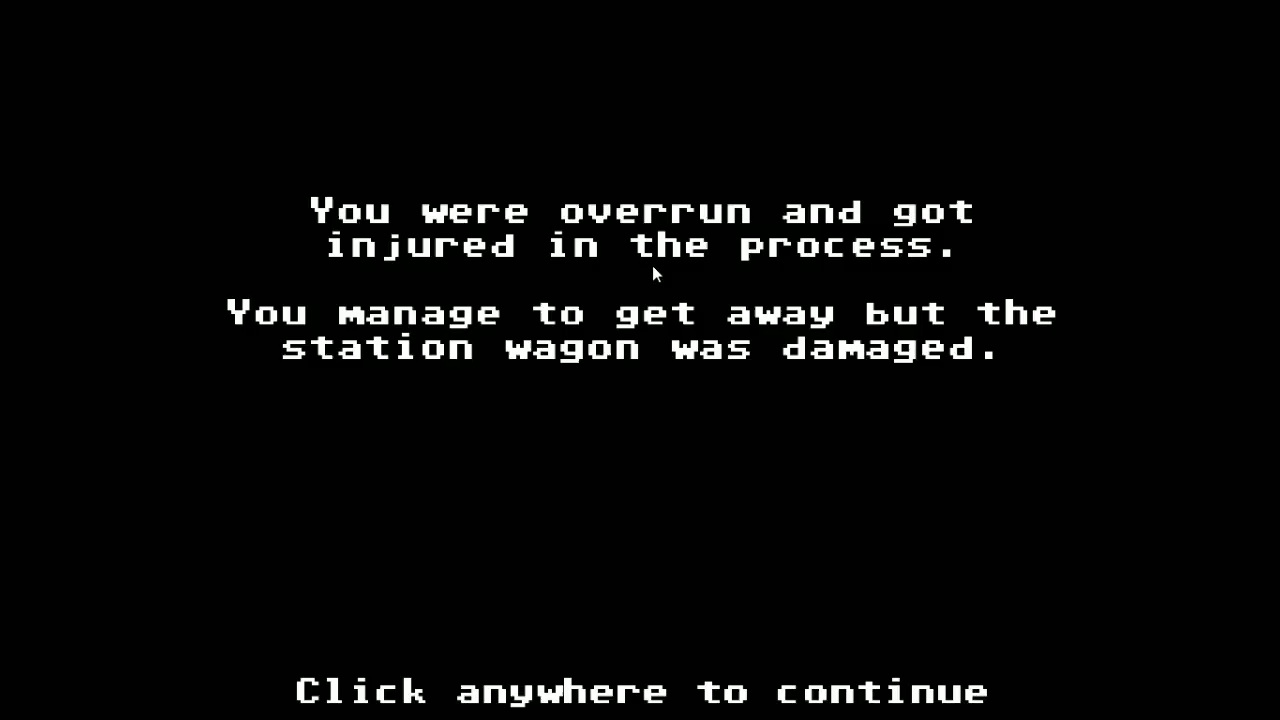 You were overrun and got
injured in the process.
You manage to get away but the
station wagon was damaged.
Click anywhere to continue